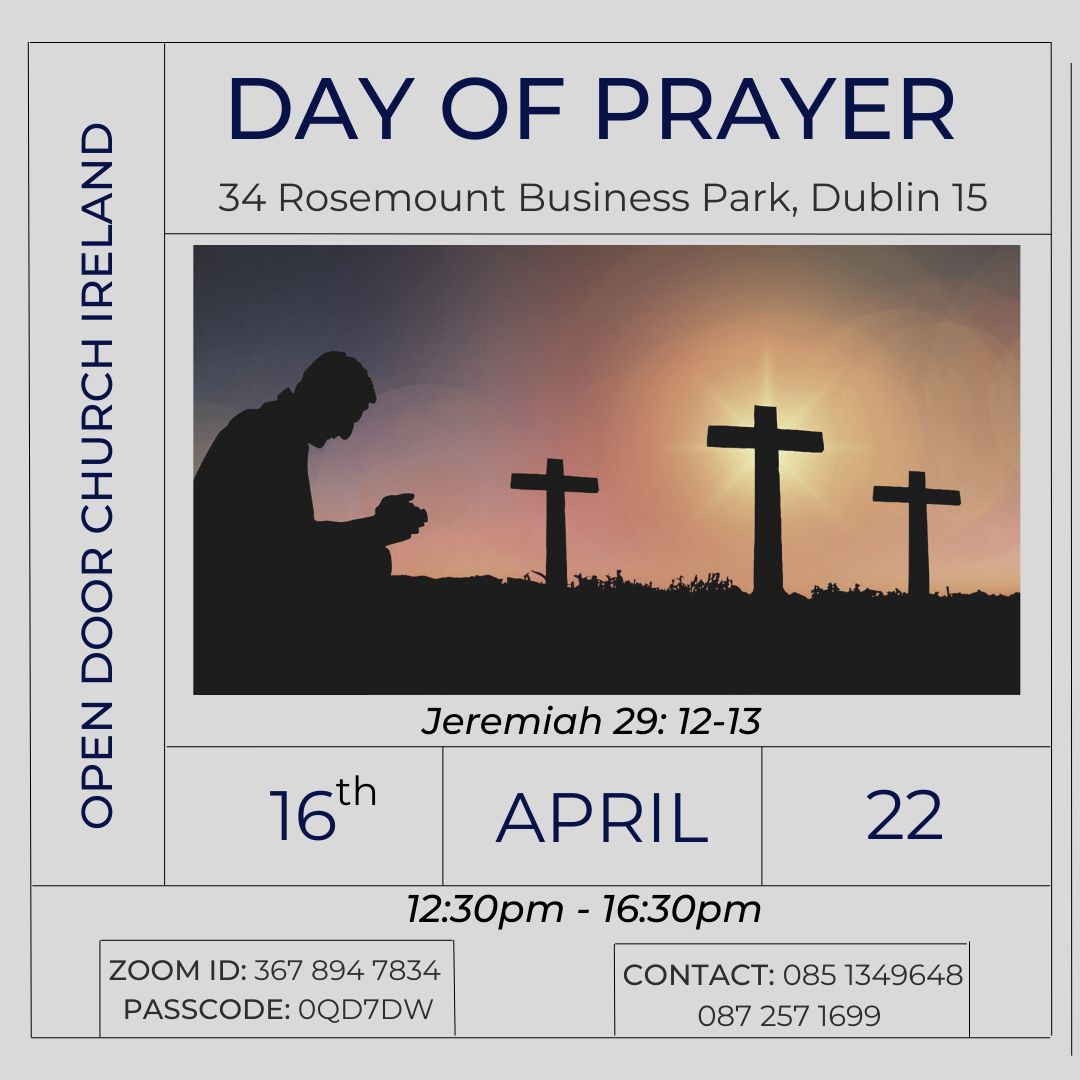 DAY OF PRAYER
34 Rosemount Business Park, Dublin 15
OPEN DOOR CHURCH IRELAND
Jeremiah 29: 12-13
16th
APRIL
22
12:30pm - 16:30pm
ZOOM ID: 367 894 7834
PASSCODE: 0QD7DW
CONTACT: 085 1349648
087 257 1699